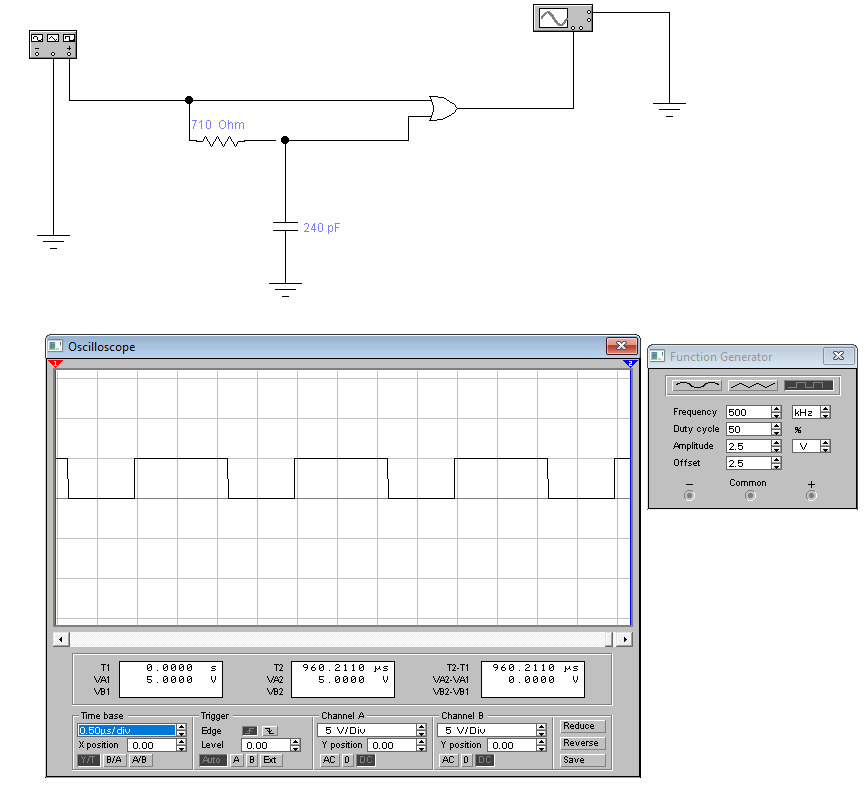 710 Ohm
240 pF
Oscilloscope
1
2
T1 0.0000 s T2 960.2110 µs T2-T1 960.2110 µs
VA1 5.0000 V VA2 5.0000 V VA2-VA1 0.0000 V
VB1 VB2 VB2-VB1
Time base Trigger Channel A Channel B
0.50µs/div Edge 5 V/Div 5 V/Div Reduce
X position 0.00 Level 0.00 Y position 0.00 Y position 0.00 Reverse
Y/T B/A A/B Auto A B Ext AC 0 DC AC 0 DC Save
Function Generator
Frequency 500 kHz
Duty cycle 50 %
Amplitude 2.5 V
Offset 2.5
− Common +